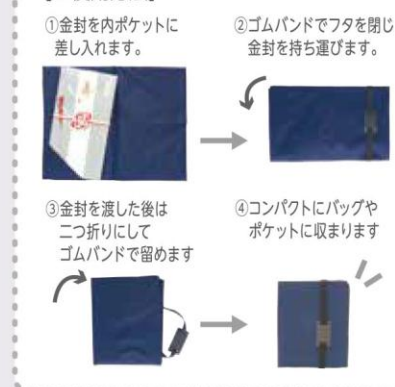 ①金封を内ポケットに
差し入れます。
②ゴムバンドでフタを閉じ
金封を持ち運びます。
③金封を渡した後は
二つ折りにして
ゴムバンドで留めます
④コンパクトにバッグや
ポケットに収まります